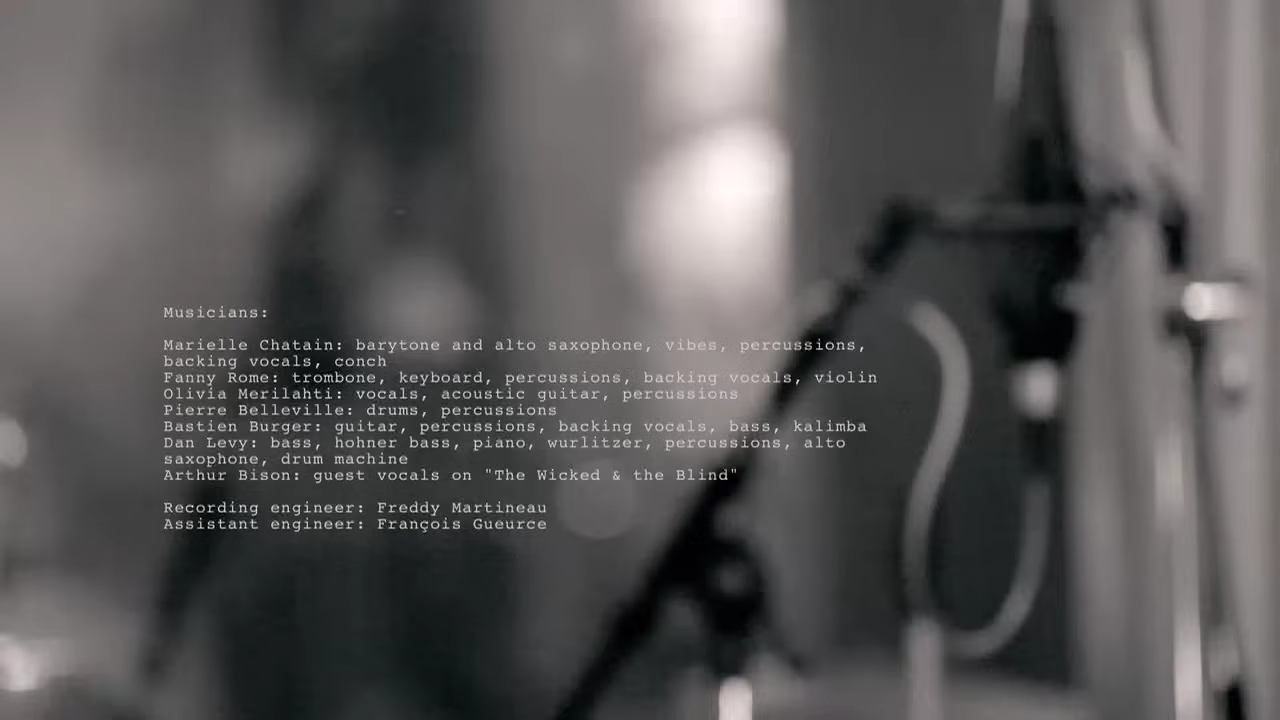 Musicians:
Marielle Chatain: barytone and alto saxophone, vibes, percussions,
backing vocals, conch
Fanny Rome: trombone, keyboard, percussions, backing vocals, violin
Olivia Merilahti: vocals, acoustic guitar, percussions
Pierre Belleville: drums, percussions
Bastien Burger: guitar, percussions, backing vocals, bass, kalimba
Dan Levy: bass, hohner bass, piano, wurlitzer, percussions, alto
saxophone, drum machine
Arthur Bison: guest vocals on "The Wicked & the Blind"
Recording engineer: Freddy Martineau
Assistant engineer: François Gueurce